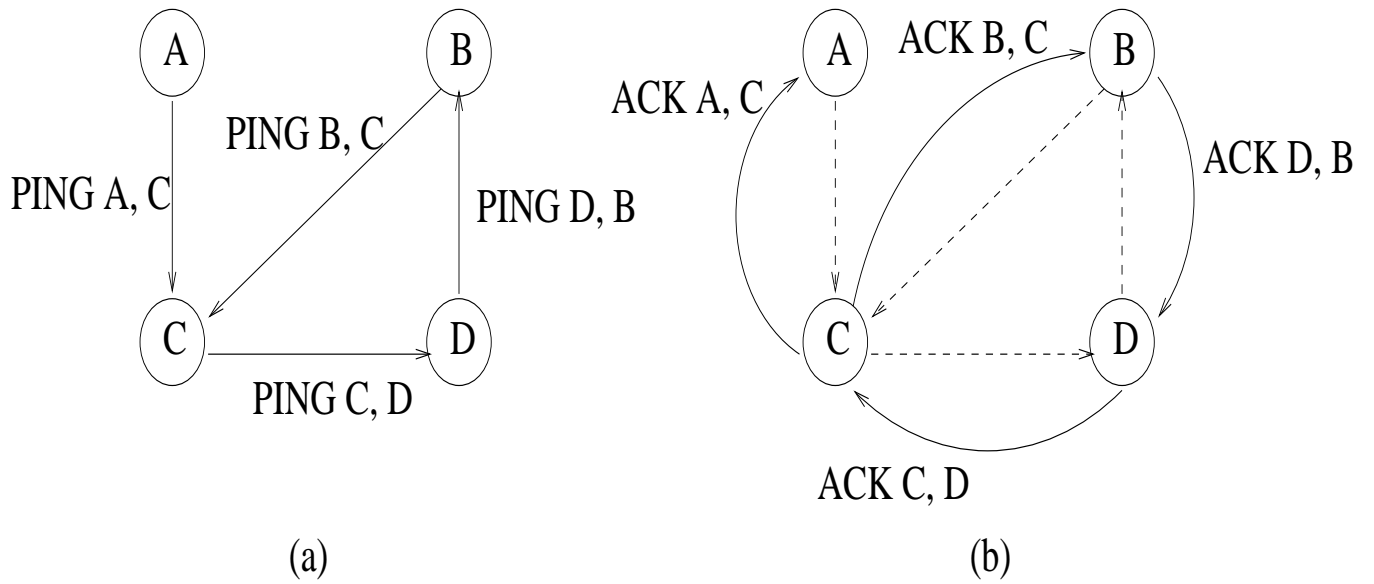 A
B
PING B, C
PING A, C
PING D, B
C
D
PING C, D
(a)
A
ACK B, C
B
ACK A, C
ACK D, B
C
D
ACK C, D
(b)